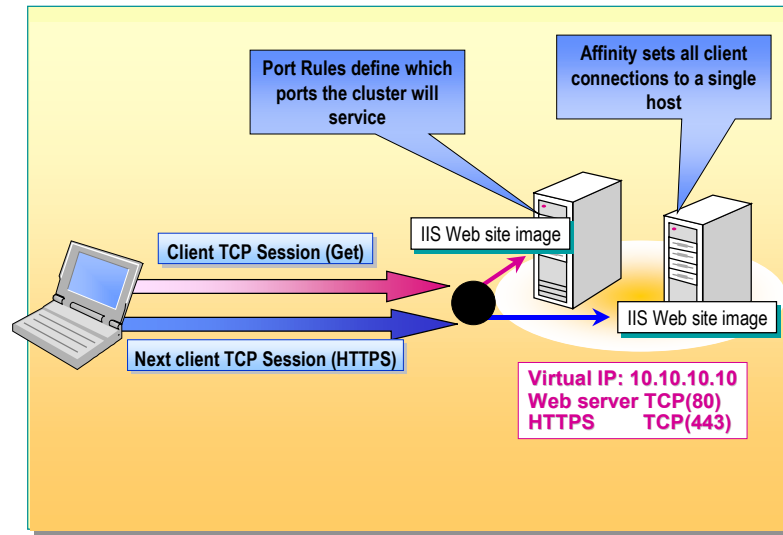 Port Rules define which
ports the cluster will
service
Affinity sets all client
connections to a single
host
IIS Web site image
Client TCP Session (Get)
IIS Web site image
Next client TCP Session (HTTPS)
Virtual IP: 10.10.10.10
Web server TCP(80)
HTTPS TCP(443)